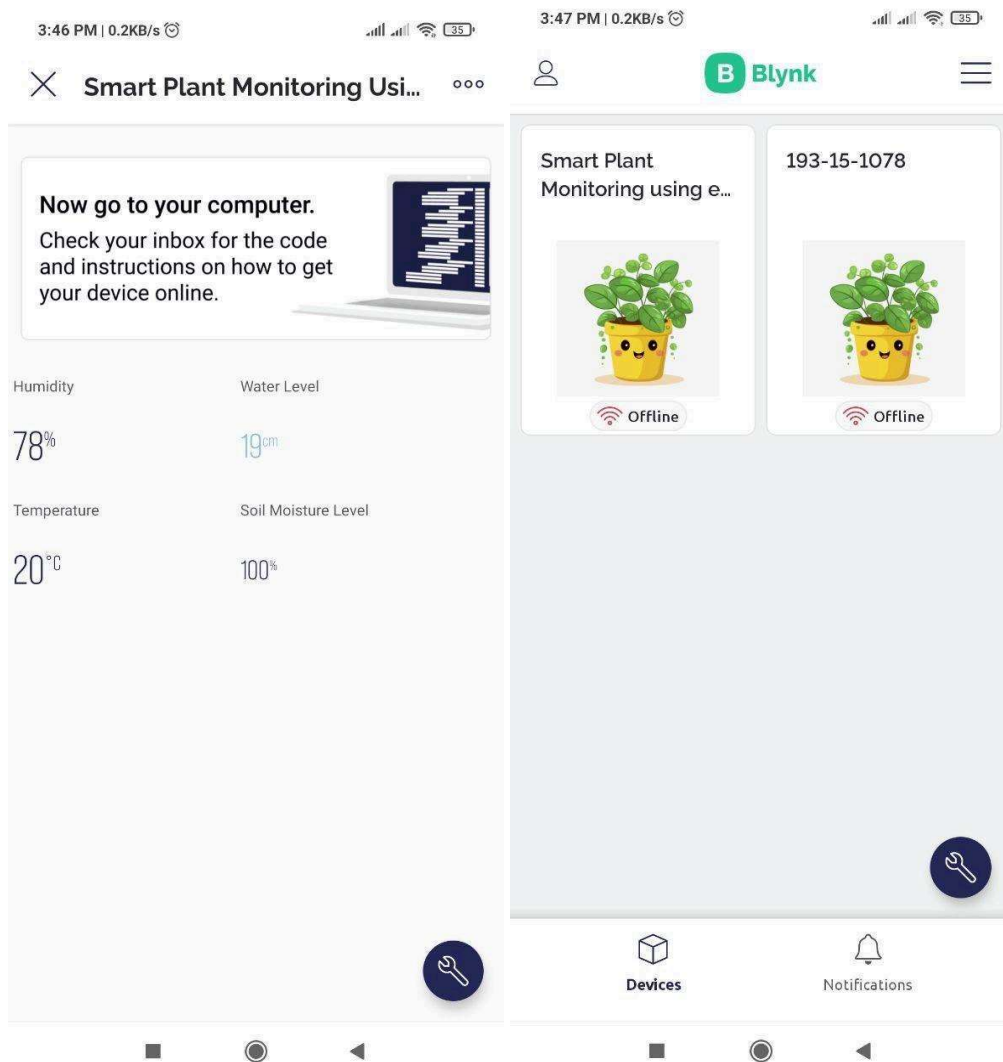 3:46 PM | 0.2KB/s
35
Smart Plant Monitoring Usi...
Now go to your computer.
Check your inbox for the code
and instructions on how to get
your device online.
Humidity
Water Level
78%
19cm
Temperature
Soil Moisture Level
20°C
100%
3:47 PM | 0.2KB/s
35
B Blynk
Smart Plant
Monitoring using e...
Offline
193-15-1078
Offline
Devices
Notifications